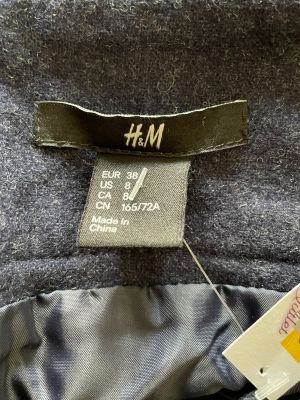 H&M
EUR 38
US 8
CA 8
CN 165/72A
Made in
China